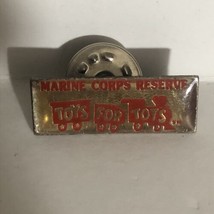 MARINE CORPS RESERVE
TOYS FOR TOTS